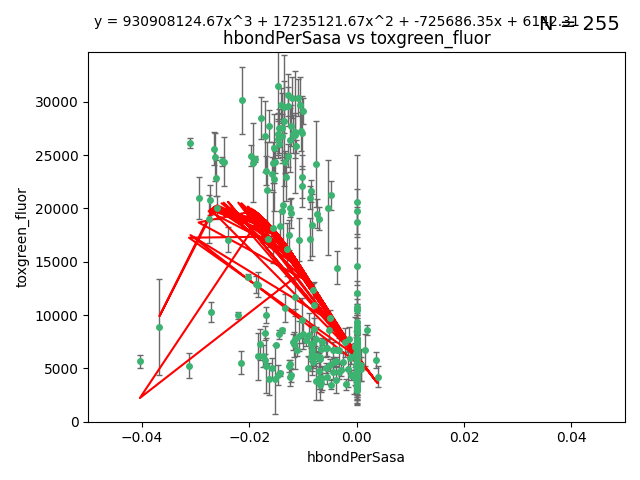 y = 930908124.67x^3 + 17235121.67x^2 + -725686.35x + 6142.31
N = 255
hbondPerSasa vs toxgreen_fluor
30000
25000
20000
15000
10000
5000
0
toxgreen_fluor
−0.04 −0.02 0.00 0.02 0.04
hbondPerSasa